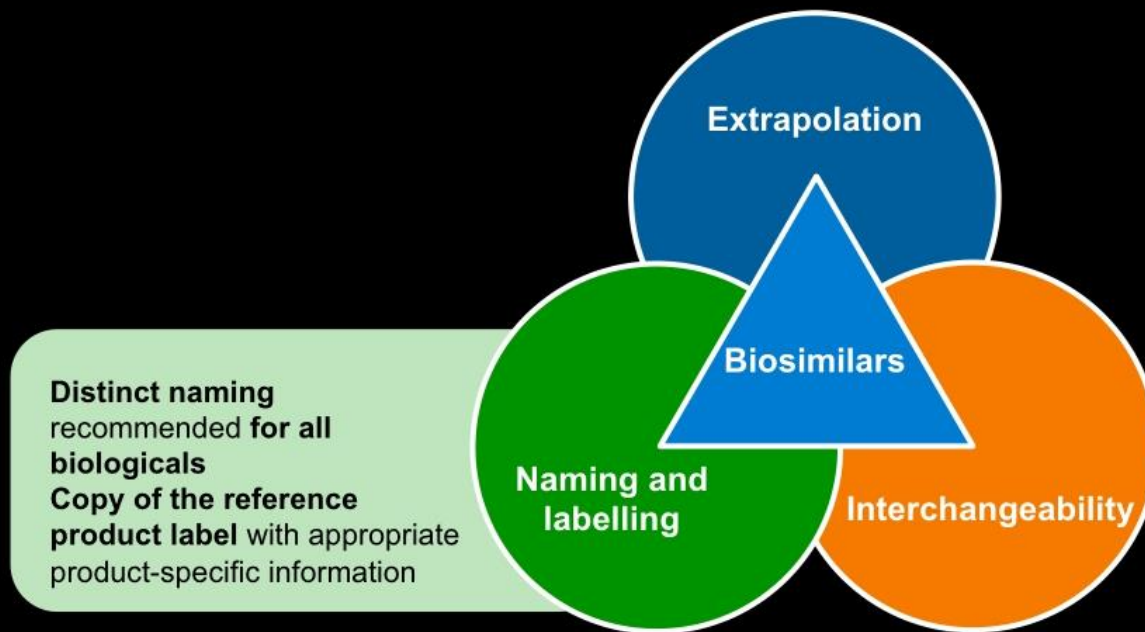 Extrapolation
Biosimilars
Distinct naming
recommended for all
biologicals
Copy of the reference
product label with appropriate
product-specific information
Naming and
labelling
Interchangeability